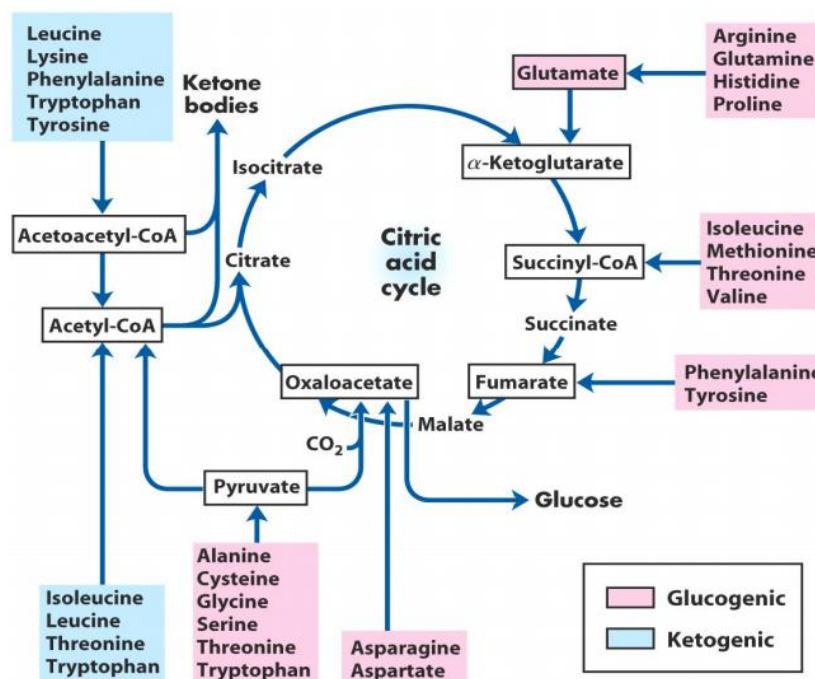 Leucine
Lysine
Phenylalanine
Tryptophan
Tyrosine
Ketone
bodies
Glutamate
Arginine
Glutamine
Histidine
Proline
Isocitrate
α-Ketoglutarate
Acetoacetyl-CoA
Citrate
Citric
acid
cycle
Succinyl-CoA
Isoleucine
Methionine
Threonine
Valine
Acetyl-CoA
Succinate
Oxaloacetate
Fumarate
Phenylalanine
Tyrosine
Malate
CO₂
Pyruvate
Glucose
Alanine
Cysteine
Glycine
Serine
Threonine
Tryptophan
Isoleucine
Leucine
Threonine
Tryptophan
Asparagine
Aspartate
Glucogenic
Ketogenic